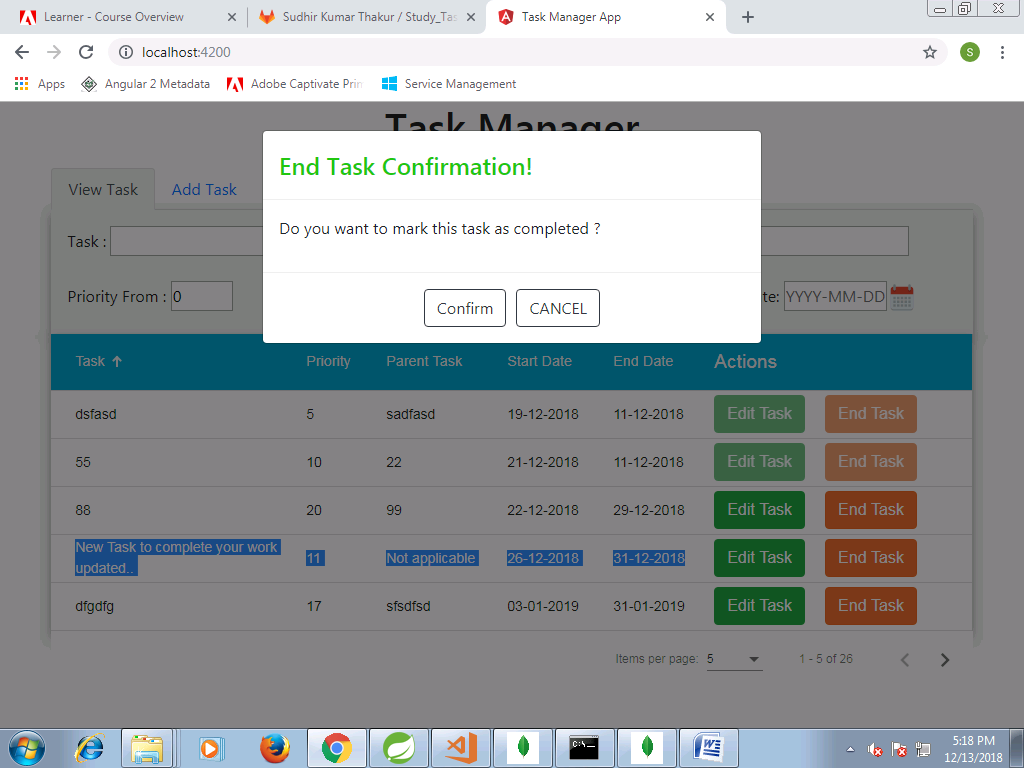 Learner - Course Overview
Sudhir Kumar Thakur / Study_Tas
Task Manager App
localhost:4200
S
Apps
Angular 2 Metadata
Adobe Captivate Prim
Service Management
Task Manager
End Task Confirmation!
Do you want to mark this task as completed ?
Confirm CANCEL
View Task Add Task
Task :
Priority From : 0 te: YYYY-MM-DD
Task Priority Parent Task Start Date End Date Actions
dsfasd 5 sadfasd 19-12-2018 11-12-2018 Edit Task End Task
55 10 22 21-12-2018 11-12-2018 Edit Task End Task
88 20 99 22-12-2018 29-12-2018 Edit Task End Task
New Task to complete your work
updated.. 11 Not applicable 26-12-2018 31-12-2018 Edit Task End Task
dfgdfg 17 sfsdfsd 03-01-2019 31-01-2019 Edit Task End Task
Items per page: 5 1 - 5 of 26
5:18 PM
12/13/2018